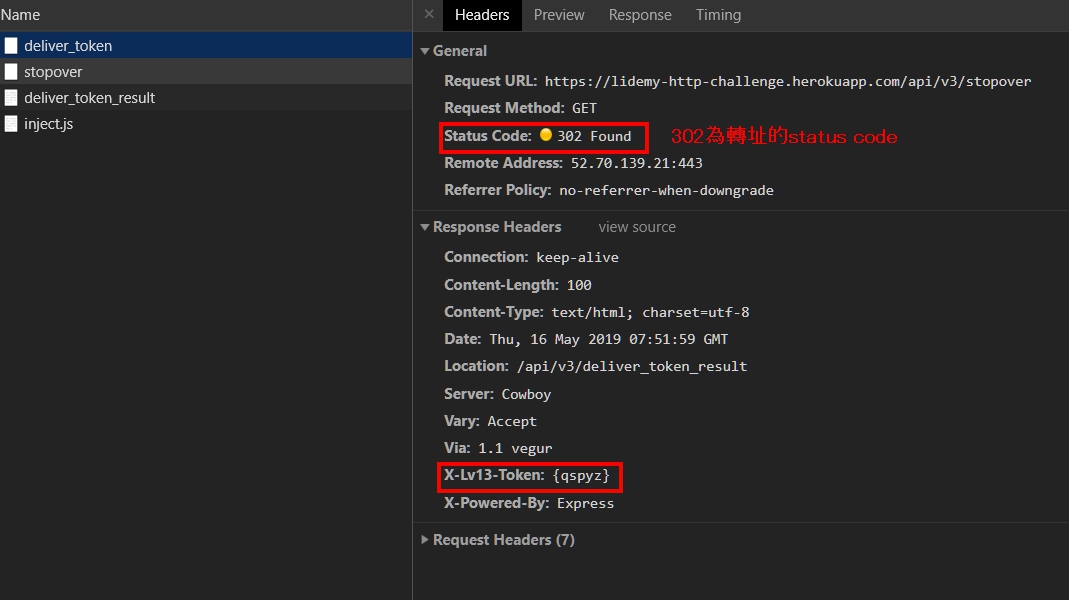 Name
deliver_token
stopover
deliver_token_result
inject.js
× Headers Preview Response Timing
General
Request URL: https://lidemy-http-challenge.herokuapp.com/api/v3/stopover
Request Method: GET
Status Code: 302 Found 302為轉址的status code
Remote Address: 52.70.139.21:443
Referrer Policy: no-referrer-when-downgrade
Response Headers view source
Connection: keep-alive
Content-Length: 100
Content-Type: text/html; charset=utf-8
Date: Thu, 16 May 2019 07:51:59 GMT
Location: /api/v3/deliver_token_result
Server: Cowboy
Vary: Accept
Via: 1.1 vegur
X-Lv13-Token: {qspyz}
X-Powered-By: Express
Request Headers (7)